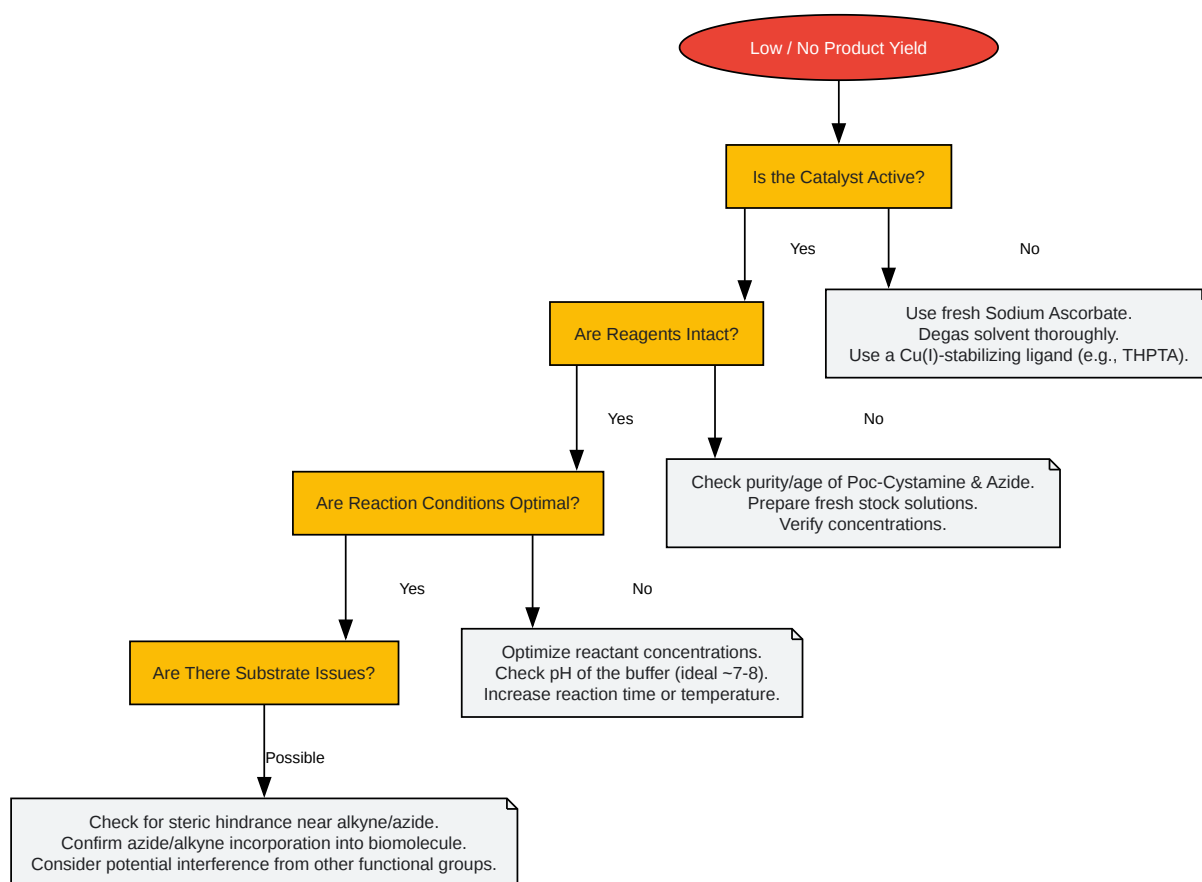 Low / No Product Yield
Is the Catalyst Active?
Yes
No
Use fresh Sodium Ascorbate.
Degas solvent thoroughly.
Use a Cu(I)-stabilizing ligand (e.g., THPTA).
Are Reagents Intact?
Yes
No
Check purity/age of Poc-Cystamine & Azide.
Prepare fresh stock solutions.
Verify concentrations.
Are Reaction Conditions Optimal?
Yes
No
Optimize reactant concentrations.
Check pH of the buffer (ideal ~7-8).
Increase reaction time or temperature.
Are There Substrate Issues?
Possible
Check for steric hindrance near alkyne/azide.
Confirm azide/alkyne incorporation into biomolecule.
Consider potential interference from other functional groups.